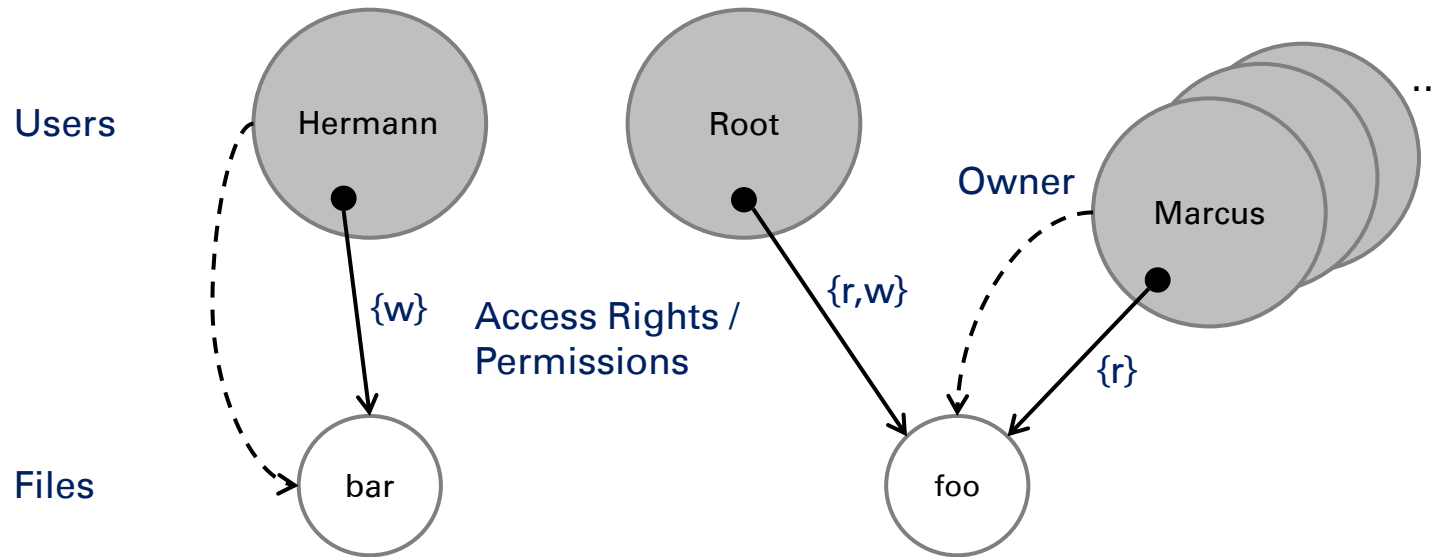 Users
Hermann
Root
..
Owner
Marcus
{w}
Access Rights /
Permissions
{r,w}
{r}
Files
bar
foo